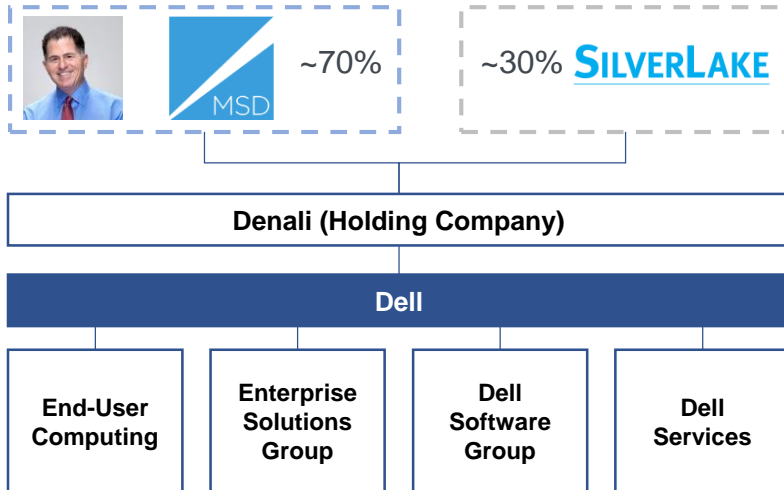 MSD
~70%
~30% SILVERLAKE
Denali (Holding Company)
Dell
End-User
Computing
Enterprise
Solutions
Group
Dell
Software
Group
Dell
Services